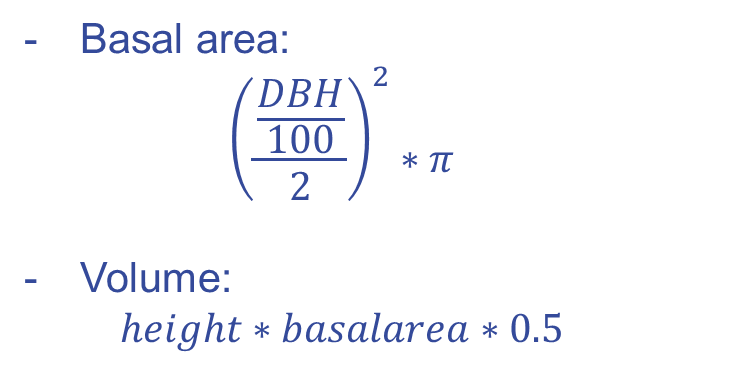 - Basal area:
((DBH/100)/2)² * π
- Volume:
height * basalarea * 0.5